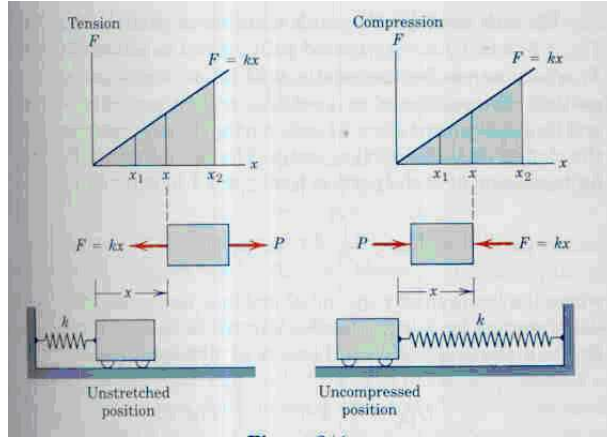 Tension
F
F = kx
x1 x x2 x
F = kx P
x
k
Unstretched
position
Compression
F
F = kx
x1 x x2 x
P F = kx
x
k
Uncompressed
position